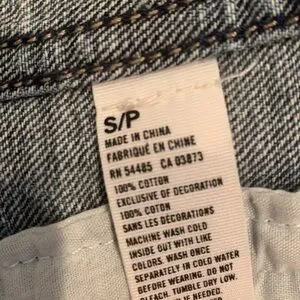 S/P
MADE IN CHINA
FABRIQUÉ EN CHINE
RN 54485 CA 03873
100% COTTON
EXCLUSIVE OF DECORATION
100% COTON
SANS LES DÉCORATIONS
MACHINE WASH COLD
INSIDE OUT WITH LIKE
COLORS. WASH ONCE
SEPARATELY IN COLD WATER
BEFORE WEARING. DO NOT
BLEACH. TUMBLE DRY LOW.
IF NEEDED.